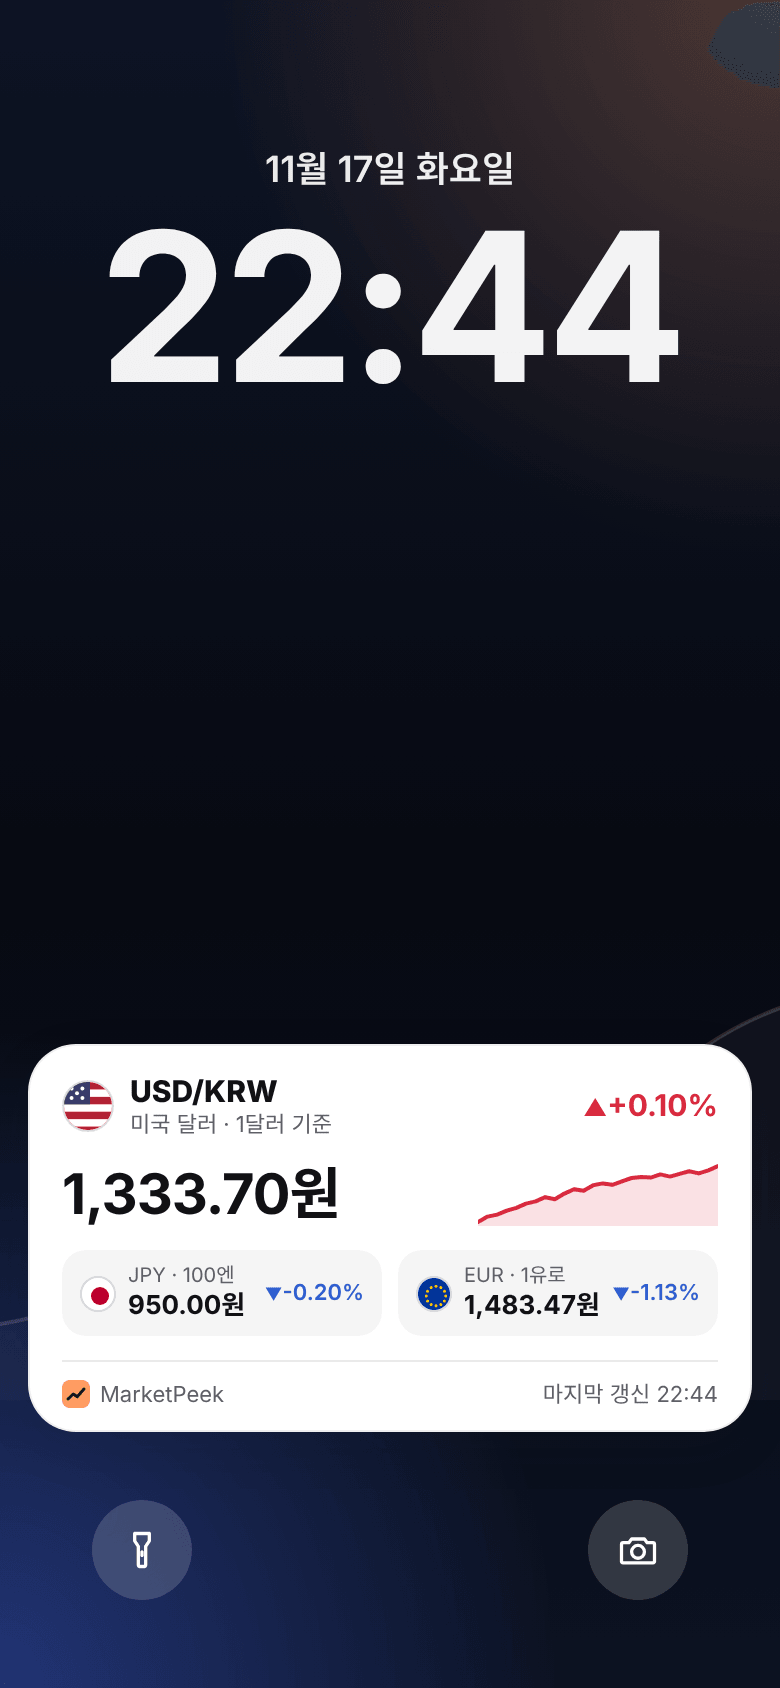 11월 17일 화요일
22:44
USD/KRW
미국 달러 · 1달러 기준
▲+0.10%
1,333.70원
JPY · 100엔
950.00원
▼-0.20%
EUR · 1유로
1,483.47원
▼-1.13%
MarketPeek
마지막 갱신 22:44